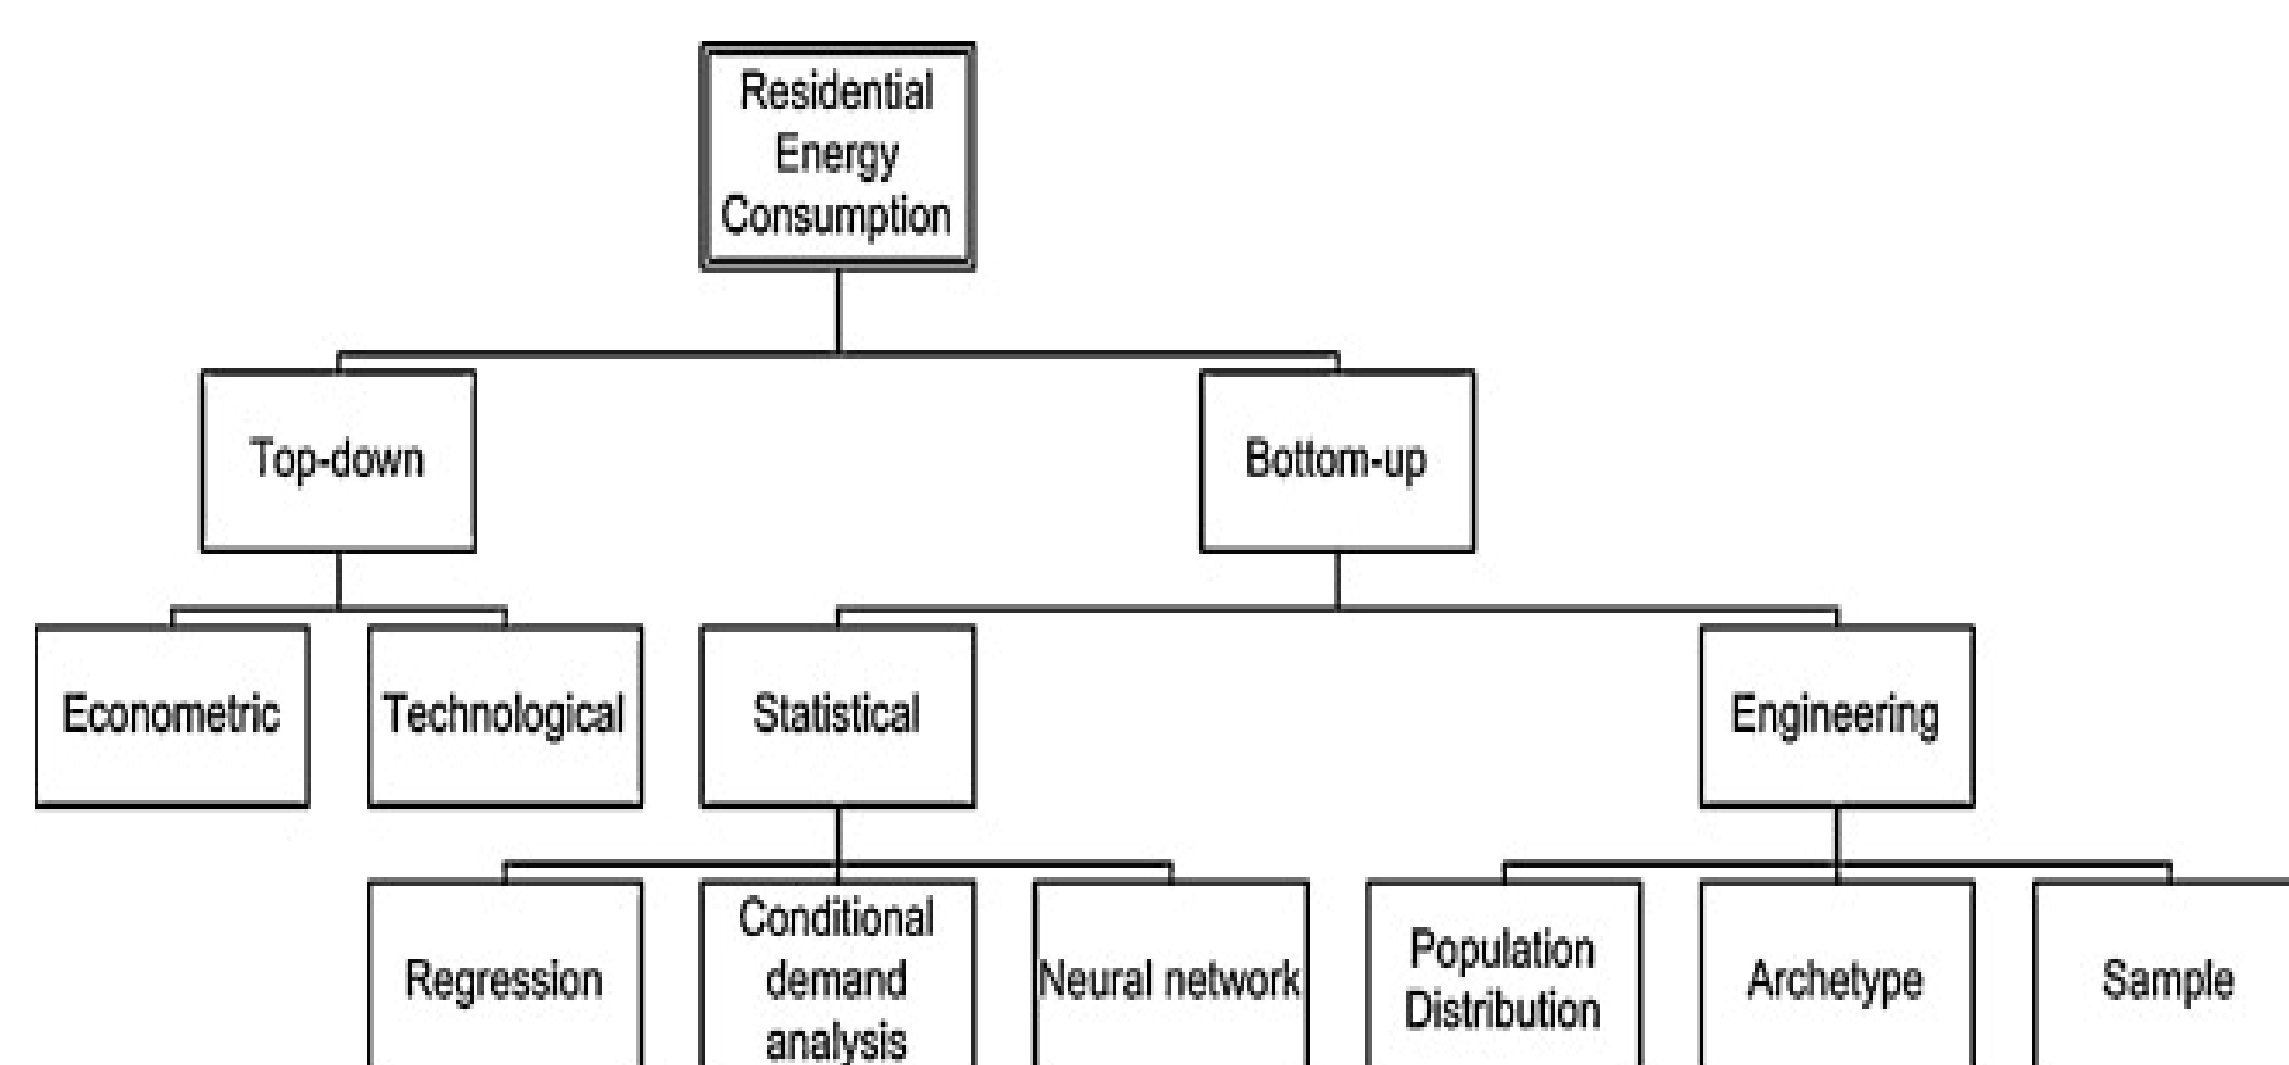 Residential
Energy
Consumption
Top-down
Bottom-up
Econometric
Technological
Statistical
Engineering
Regression
Conditional
demand
analysis
Neural network
Population
Distribution
Archetype
Sample